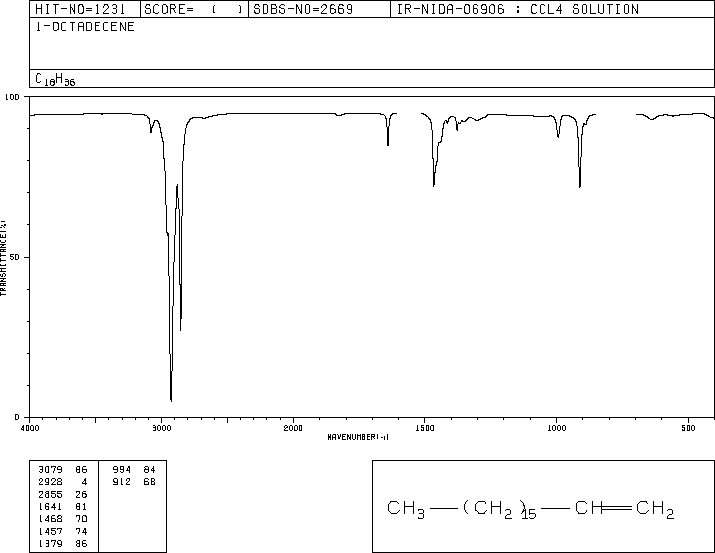 HIT-NO=1231 SCORE= ( ) SDBS-NO=2669 IR-NIDA-06906 : CCL4 SOLUTION
1-OCTADECENE
C18H36
100
50
0
TRANSMITTANCE(%)
4000 3000 2000 1500 1000 500
WAVENUMBER(-1)
3079 86 994 84
2928 4 912 68
2855 26
1641 81
1468 70
1457 74
1379 86
CH3—(CH2)15—CH=CH2